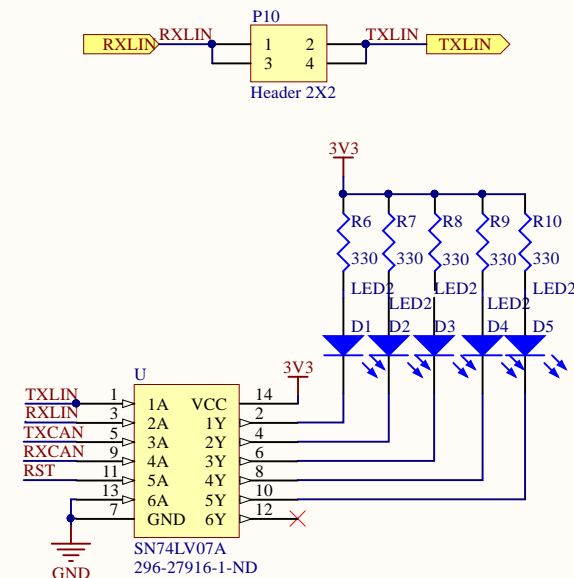 P10
RXLIN RXLIN 1 2 TXLIN TXLIN
3 4
Header 2X2
3V3
R6 R7 R8 R9 R10
330 330 330 330 330
LED2 LED2 LED2
LED2 LED2
D1 D2 D3 D4 D5
3V3
U
TXLIN 1 1A VCC 14
RXLIN 3 2A 1Y 2
TXCAN 5 3A 2Y 4
RXCAN 9 4A 3Y 6
RST 11 5A 4Y 8
13 6A 5Y 10
7 GND 6Y 12
SN74LV07A
296-27916-1-ND
GND